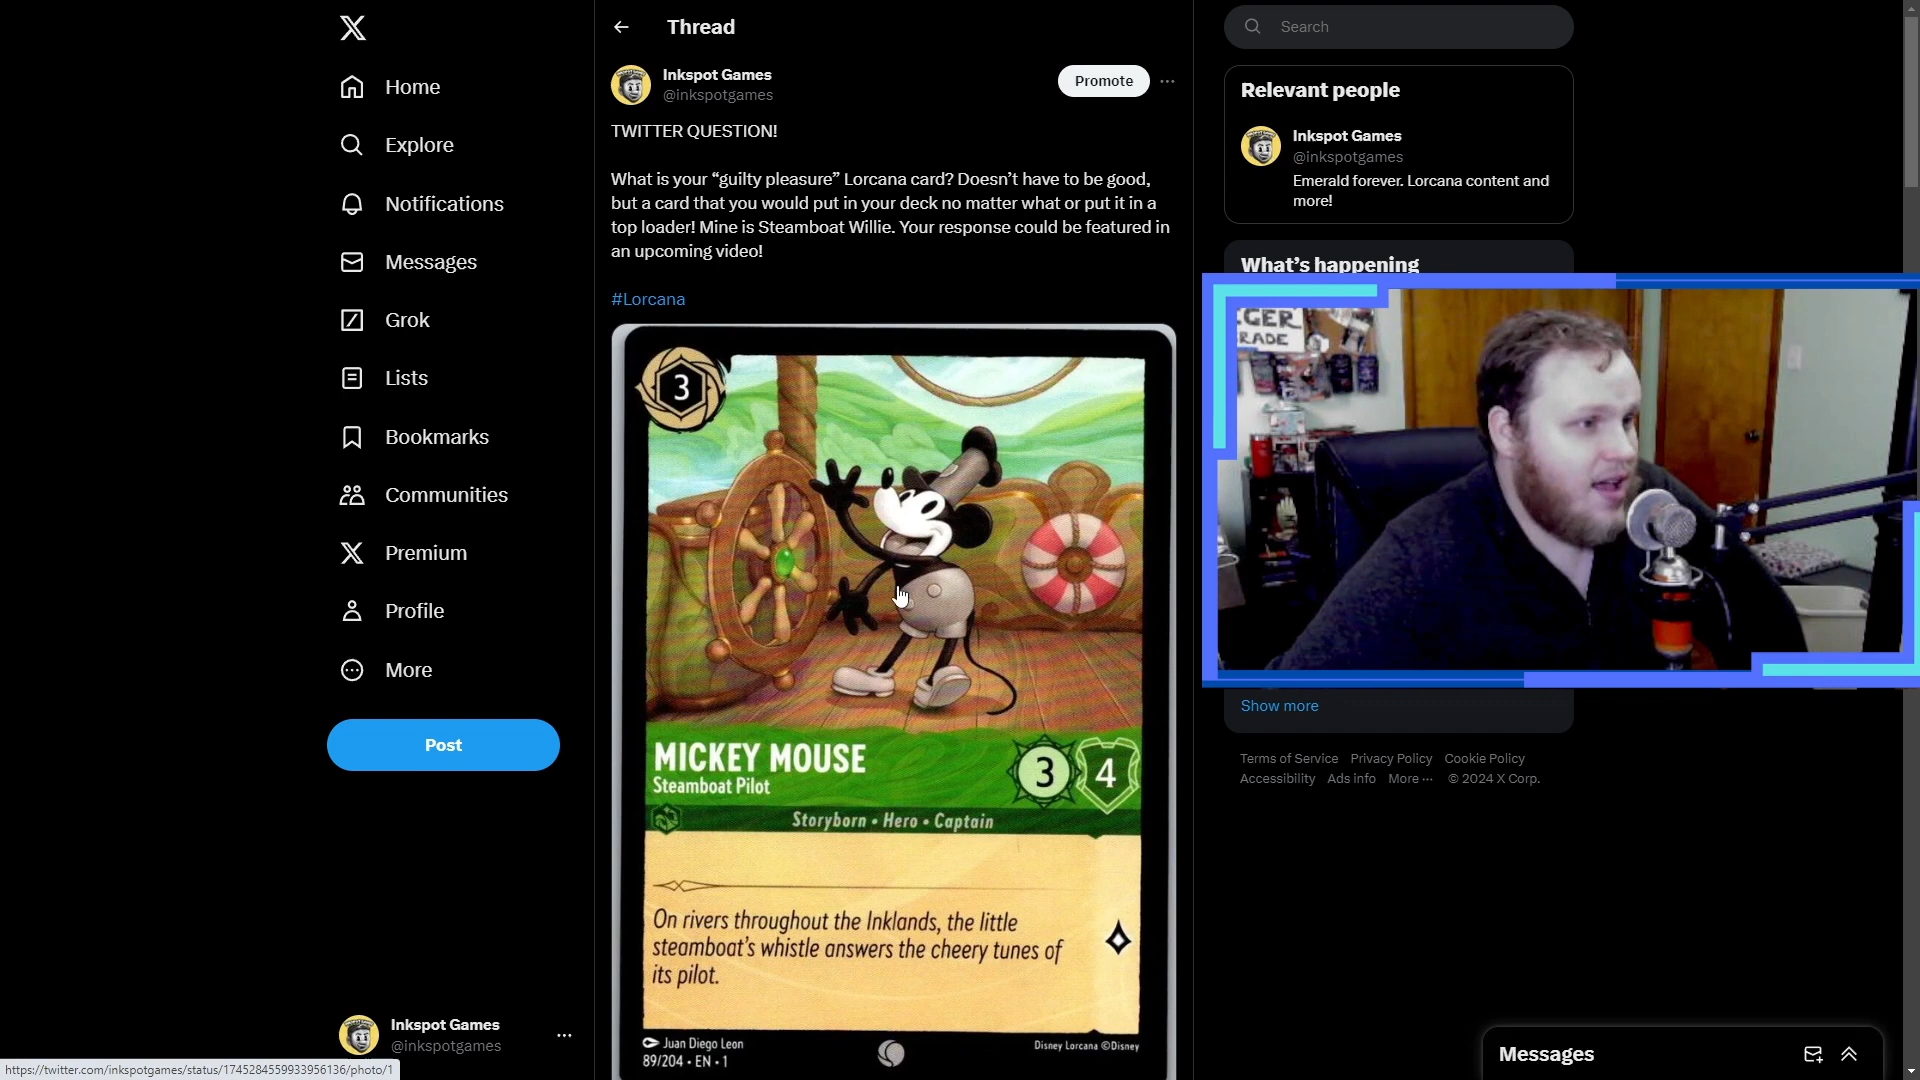 Thread
Search
Home
Explore
Notifications
Messages
Grok
Lists
Bookmarks
Communities
Premium
Profile
More
Post
Inkspot Games
@inkspotgames
https://twitter.com/inkspotgames/status/1745284559933956136/photo/1
Inkspot Games
@inkspotgames
Promote
TWITTER QUESTION!
What is your “guilty pleasure” Lorcana card? Doesn’t have to be good,
but a card that you would put in your deck no matter what or put it in a
top loader! Mine is Steamboat Willie. Your response could be featured in
an upcoming video!
#Lorcana
3
MICKEY MOUSE
Steamboat Pilot
3 4
Storyborn • Hero • Captain
On rivers throughout the Inklands, the little
steamboat's whistle answers the cheery tunes of
its pilot.
Juan Diego Leon
89/204 • EN • 1
Disney Lorcana ©Disney
Relevant people
Inkspot Games
@inkspotgames
Emerald forever. Lorcana content and
more!
What’s happening
GER
RADE
Show more
Terms of Service Privacy Policy Cookie Policy
Accessibility Ads info More ··· © 2024 X Corp.
Messages